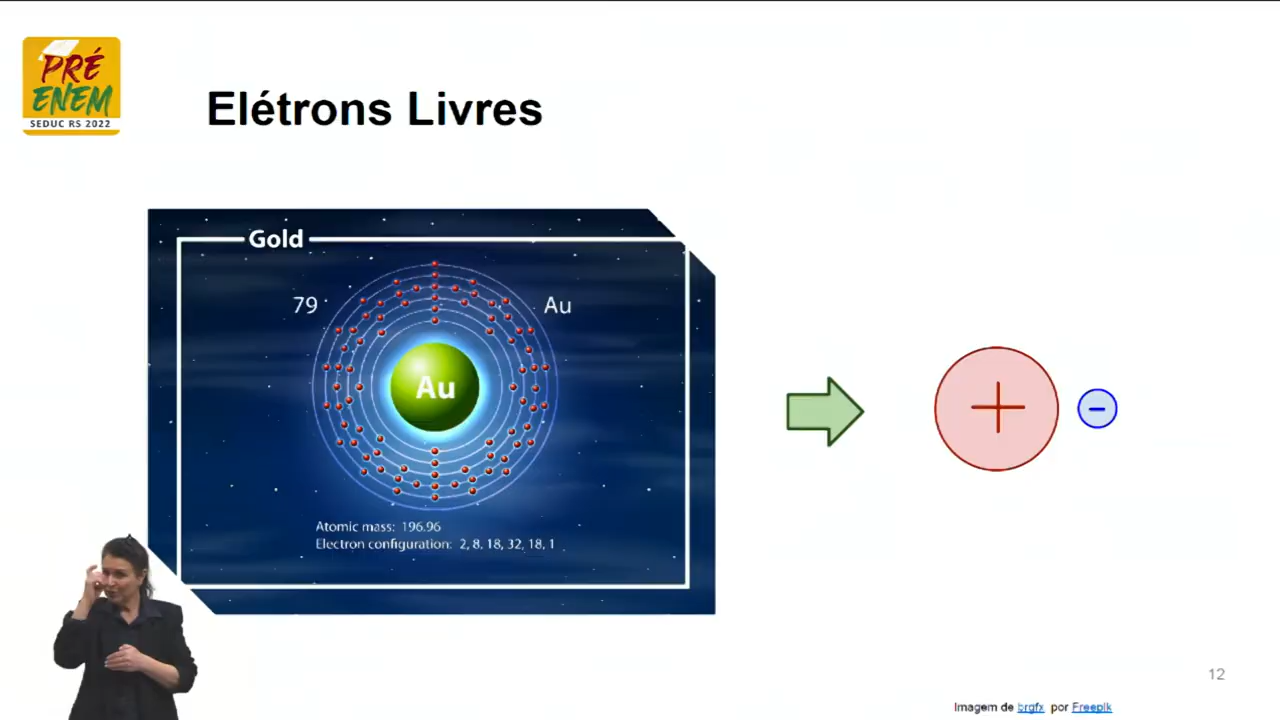 PRÉ
ENEM
SEDUC RS 2022
Elétrons Livres
Gold
79
Au
Au
Atomic mass: 196.96
Electron configuration: 2, 8, 18, 32, 18, 1
+
−
12
Imagem de brgfx por Freepik